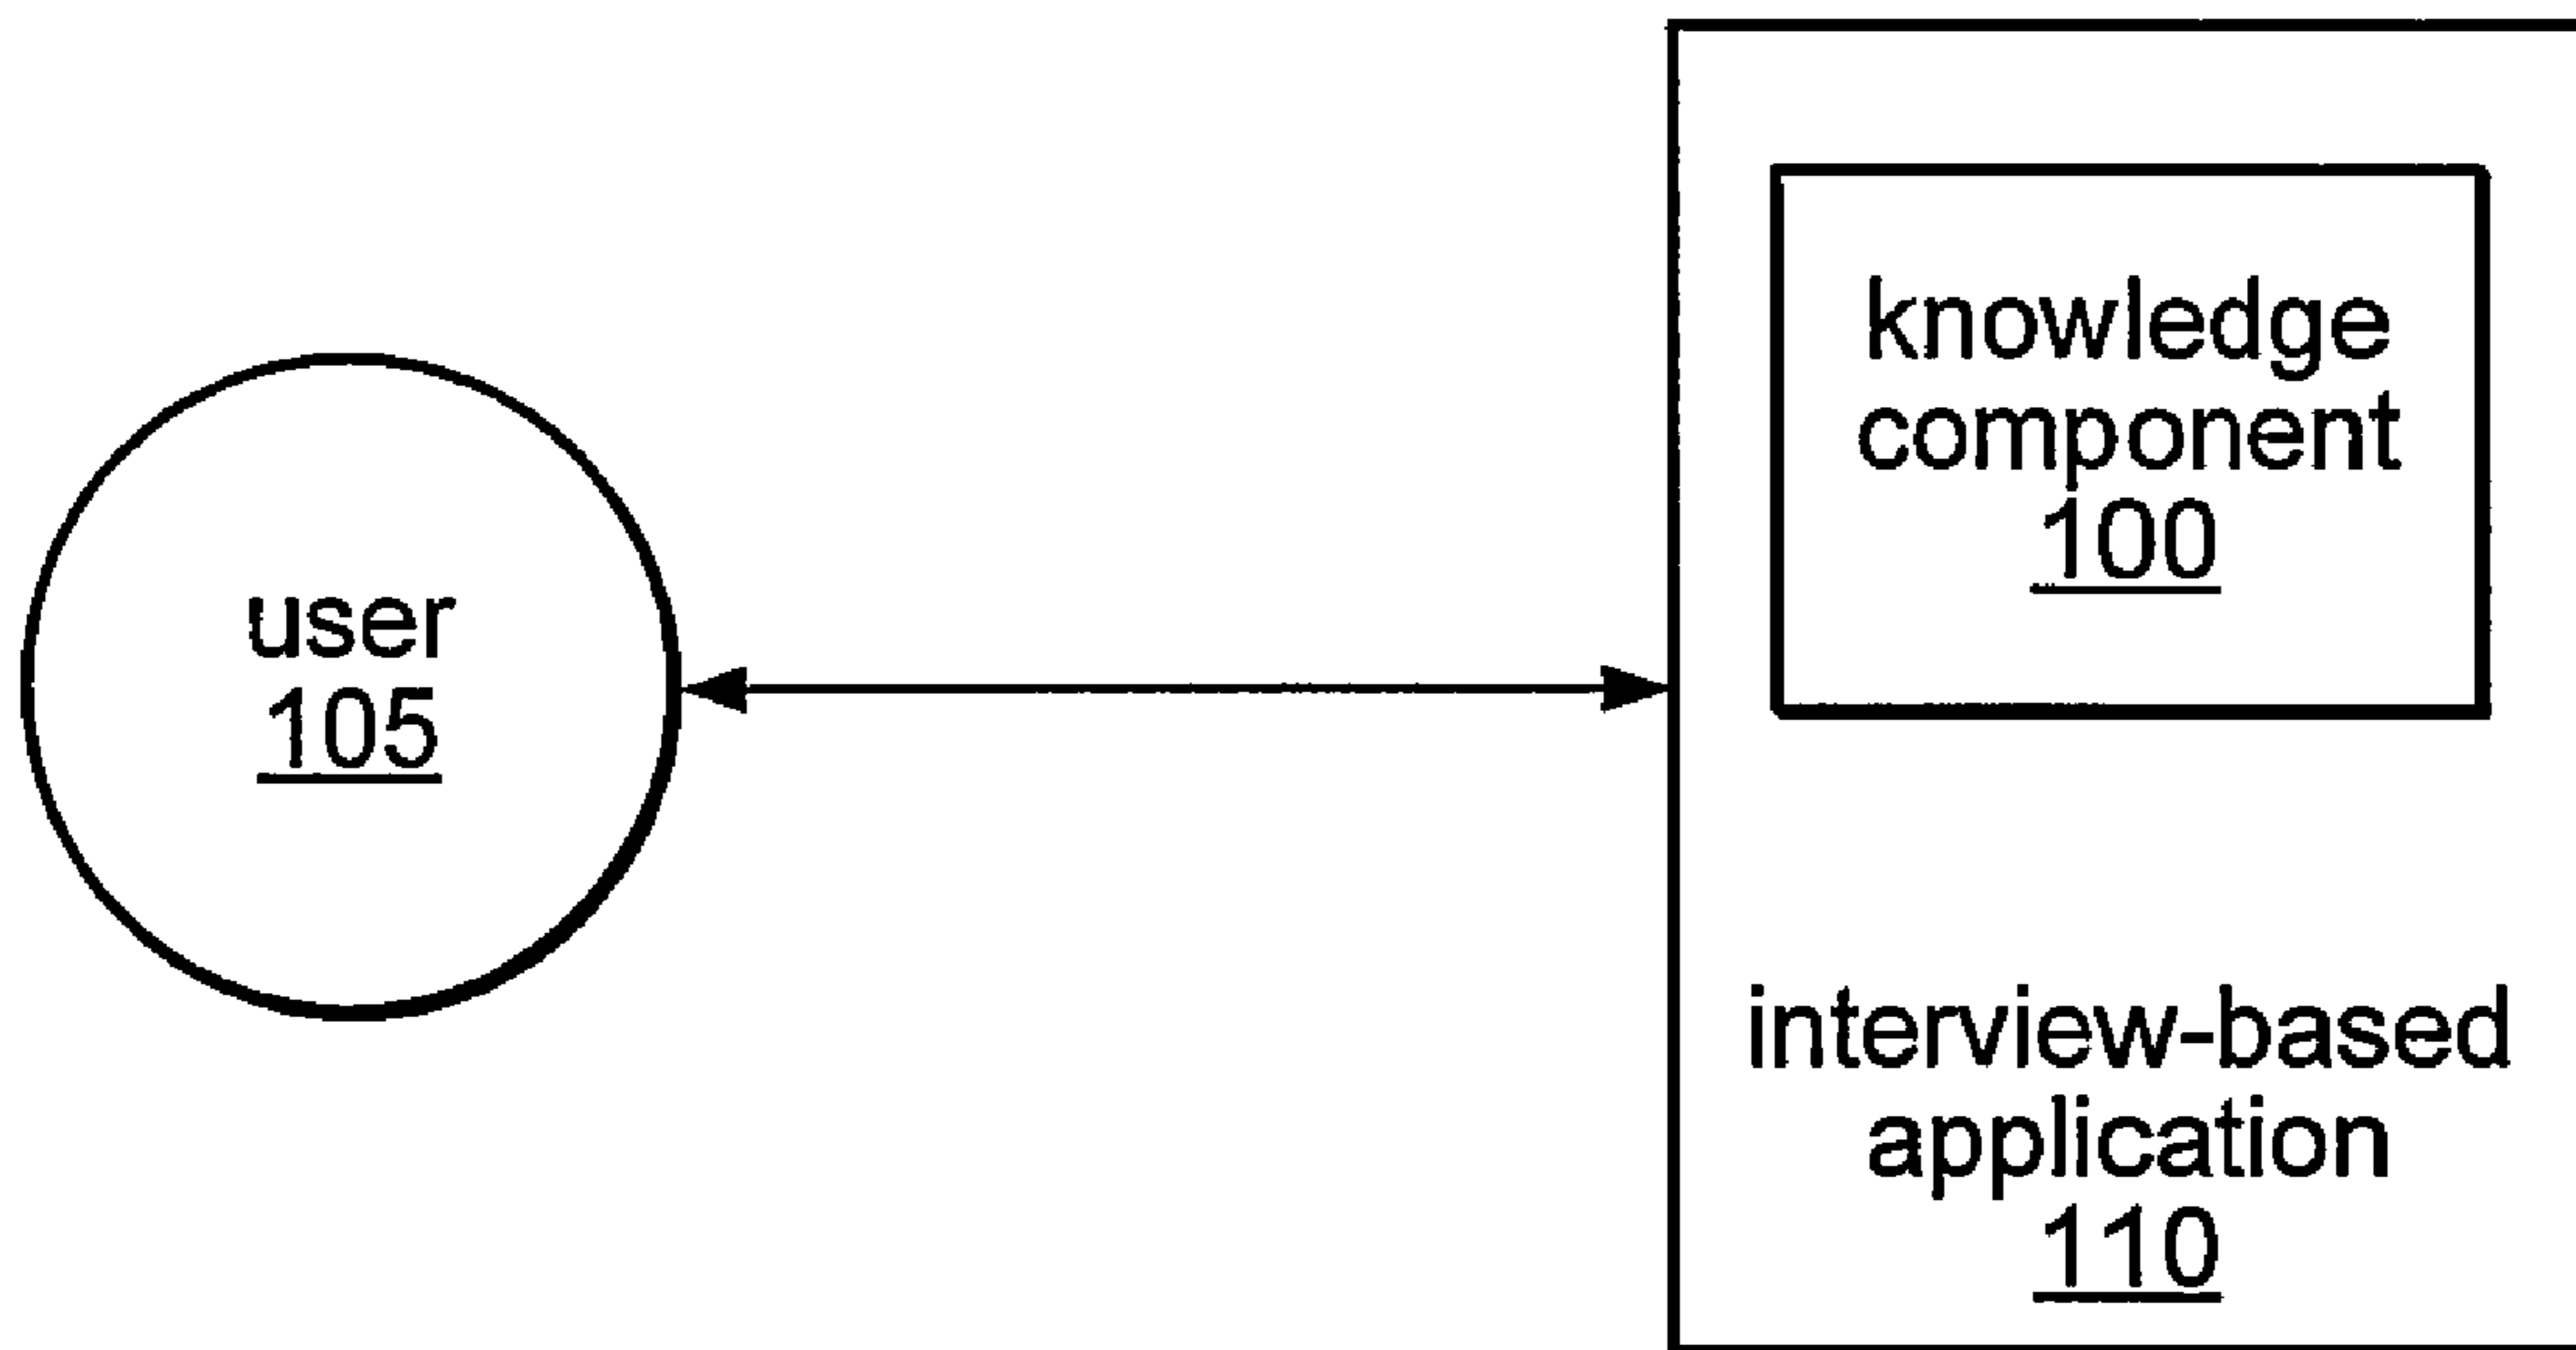 user
105
knowledge
component
100
interview-based
application
110